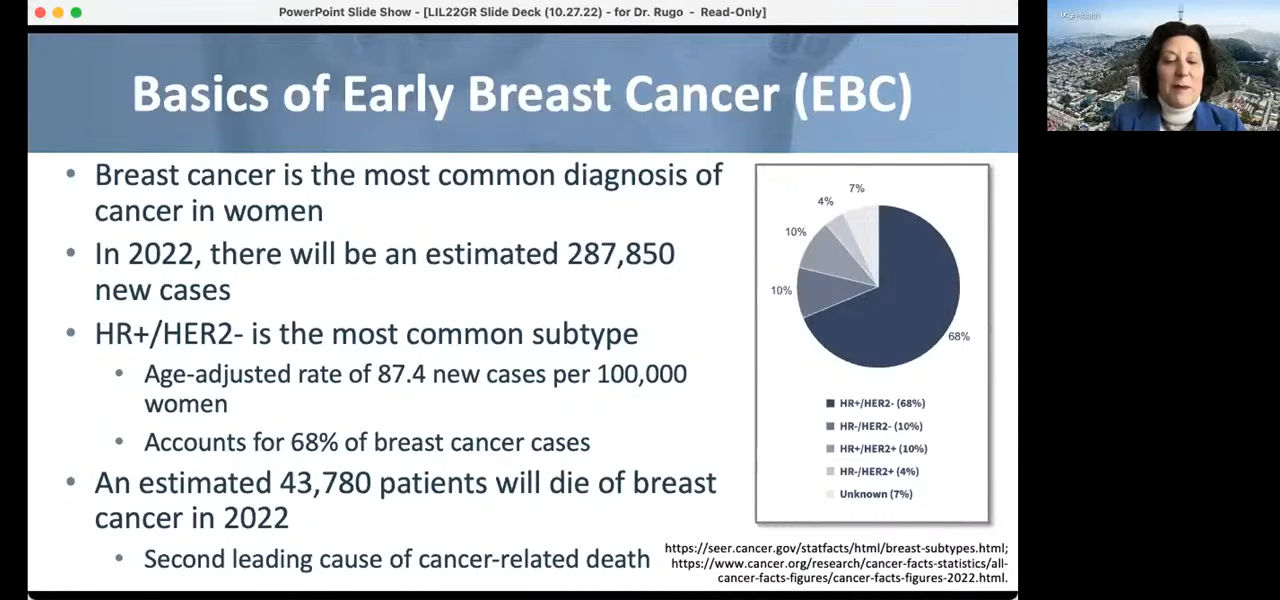 PowerPoint Slide Show - [LIL22GR Slide Deck (10.27.22) - for Dr. Rugo - Read-Only]
UCSF Health
Basics of Early Breast Cancer (EBC)
• Breast cancer is the most common diagnosis of
cancer in women
• In 2022, there will be an estimated 287,850
new cases
• HR+/HER2- is the most common subtype
• Age-adjusted rate of 87.4 new cases per 100,000
women
• Accounts for 68% of breast cancer cases
• An estimated 43,780 patients will die of breast
cancer in 2022
• Second leading cause of cancer-related death
7%
4%
10%
10%
68%
HR+/HER2- (68%)
HR-/HER2- (10%)
HR+/HER2+ (10%)
HR-/HER2+ (4%)
Unknown (7%)
https://seer.cancer.gov/statfacts/html/breast-subtypes.html;
https://www.cancer.org/research/cancer-facts-statistics/all-
cancer-facts-figures/cancer-facts-figures-2022.html.